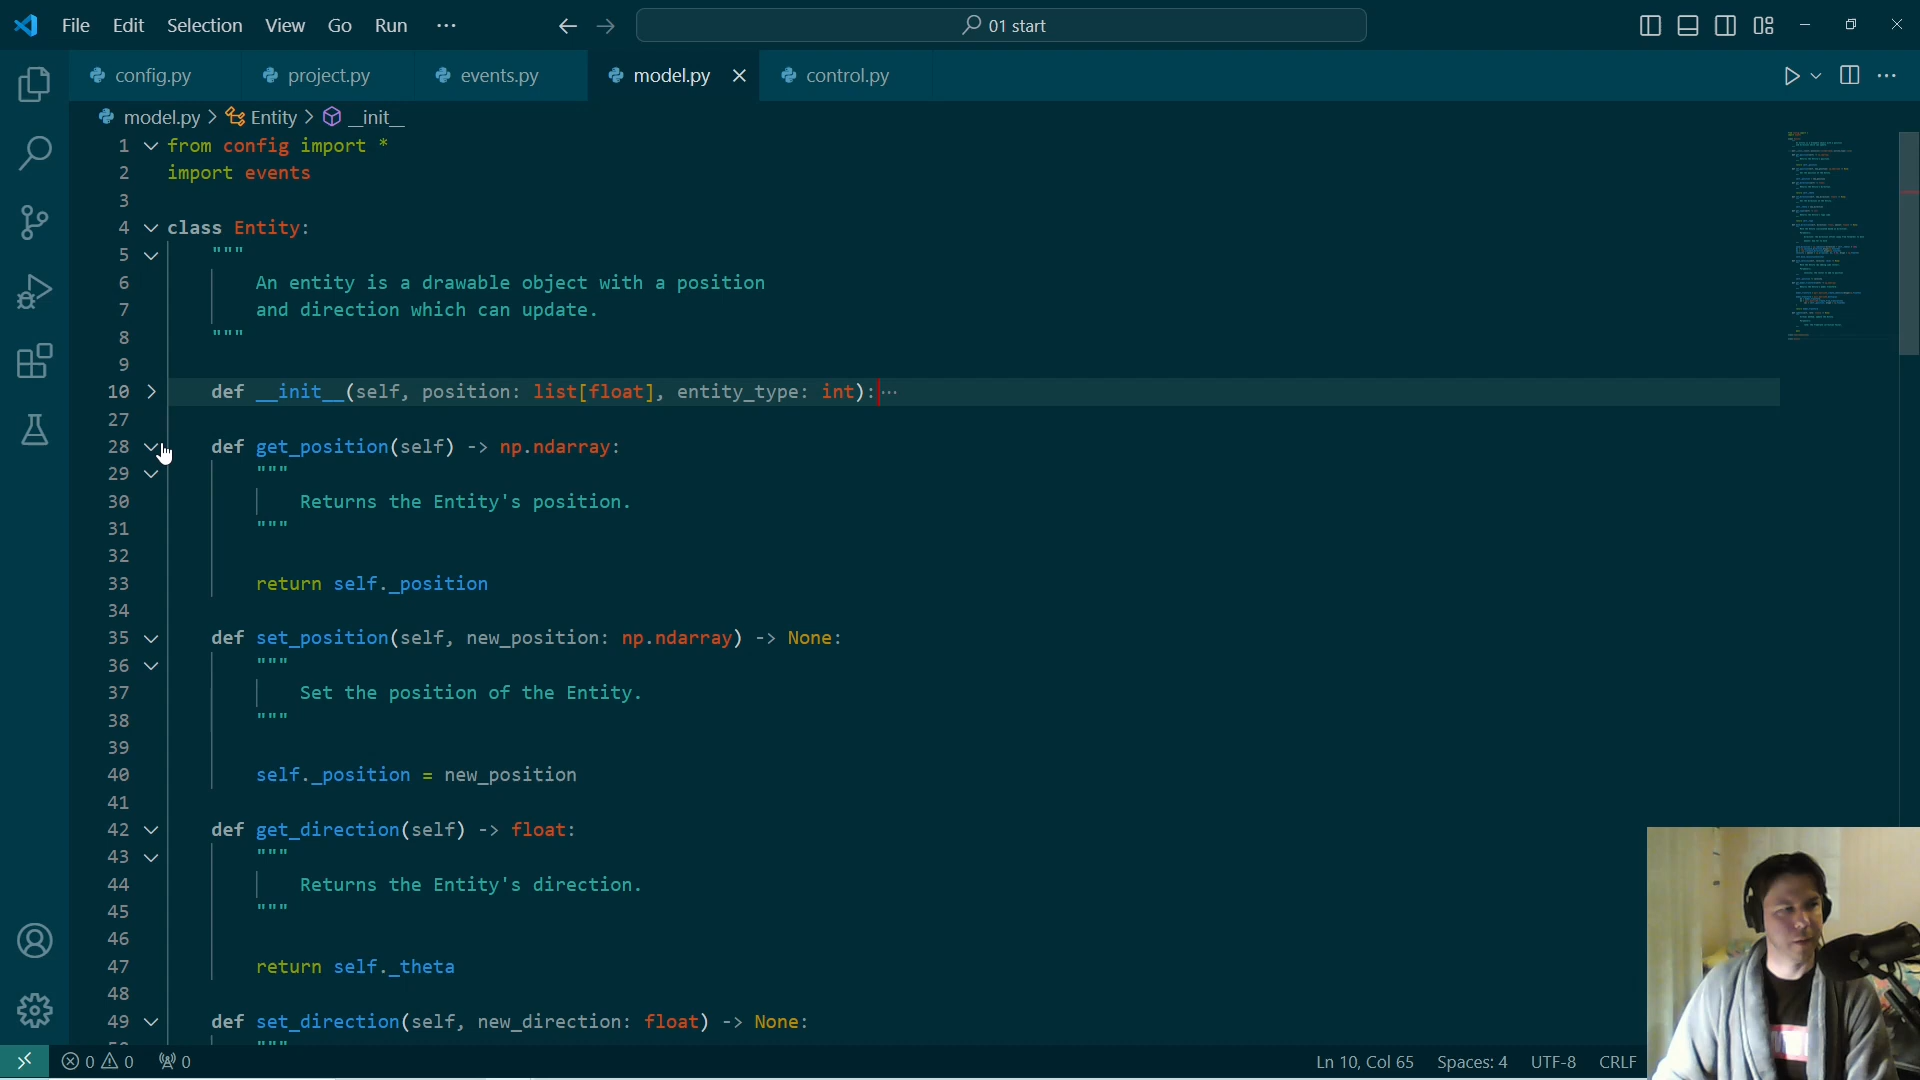 File Edit Selection View Go Run ···
01 start
config.py project.py events.py model.py control.py
model.py > Entity > __init__
1 from config import *
2 import events
3
4 class Entity:
5 """
6 An entity is a drawable object with a position
7 and direction which can update.
8 """
9
10 def __init__(self, position: list[float], entity_type: int):···
27
28 def get_position(self) -> np.ndarray:
29 """
30 Returns the Entity's position.
31 """
32
33 return self._position
34
35 def set_position(self, new_position: np.ndarray) -> None:
36 """
37 Set the position of the Entity.
38 """
39
40 self._position = new_position
41
42 def get_direction(self) -> float:
43 """
44 Returns the Entity's direction.
45 """
46
47 return self._theta
48
49 def set_direction(self, new_direction: float) -> None:
"""
0 0 0
Ln 10, Col 65 Spaces: 4 UTF-8 CRLF